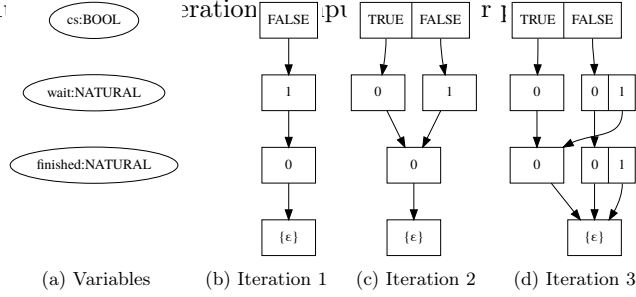 eration
r
cs:BOOL
FALSE
TRUE FALSE
TRUE FALSE
wait:NATURAL
1
0 1
0 0 1
finished:NATURAL
0
0
0 0 1
{ε}
{ε}
{ε}
(a) Variables (b) Iteration 1 (c) Iteration 2 (d) Iteration 3